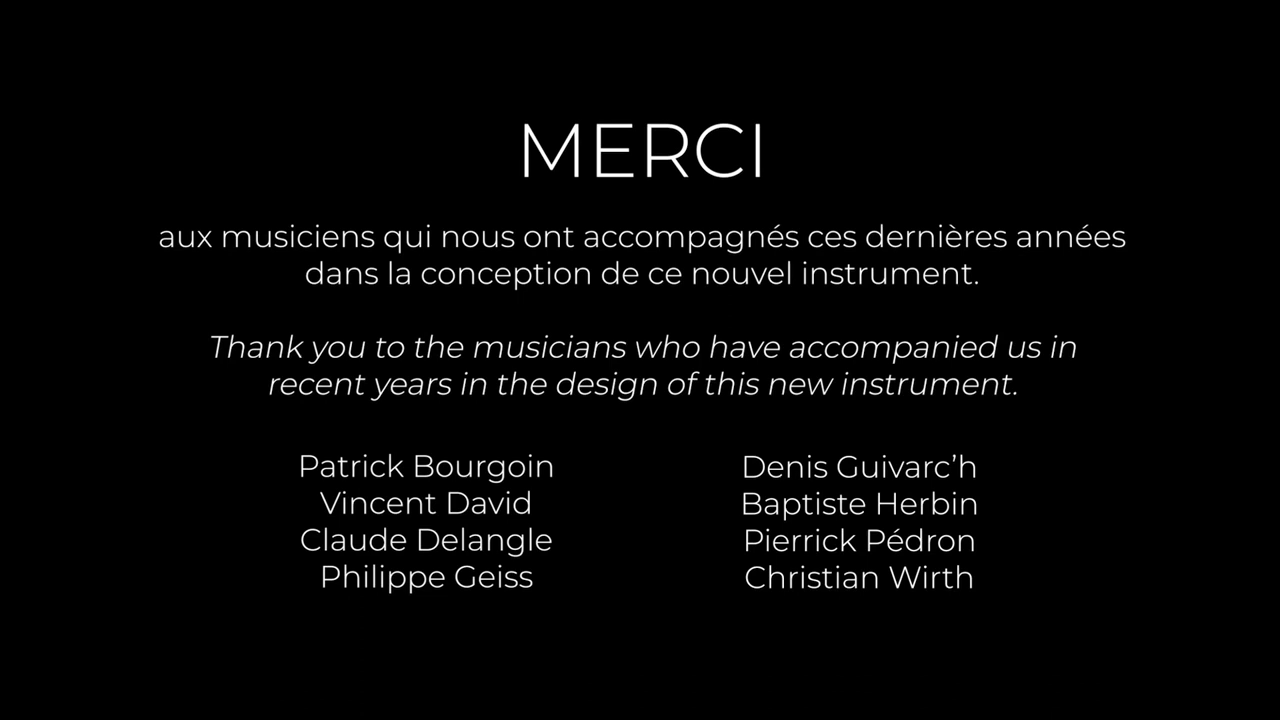 MERCI
aux musiciens qui nous ont accompagnés ces dernières années
dans la conception de ce nouvel instrument.
Thank you to the musicians who have accompanied us in
recent years in the design of this new instrument.
Patrick Bourgoin
Vincent David
Claude Delangle
Philippe Geiss
Denis Guivarc’h
Baptiste Herbin
Pierrick Pédron
Christian Wirth